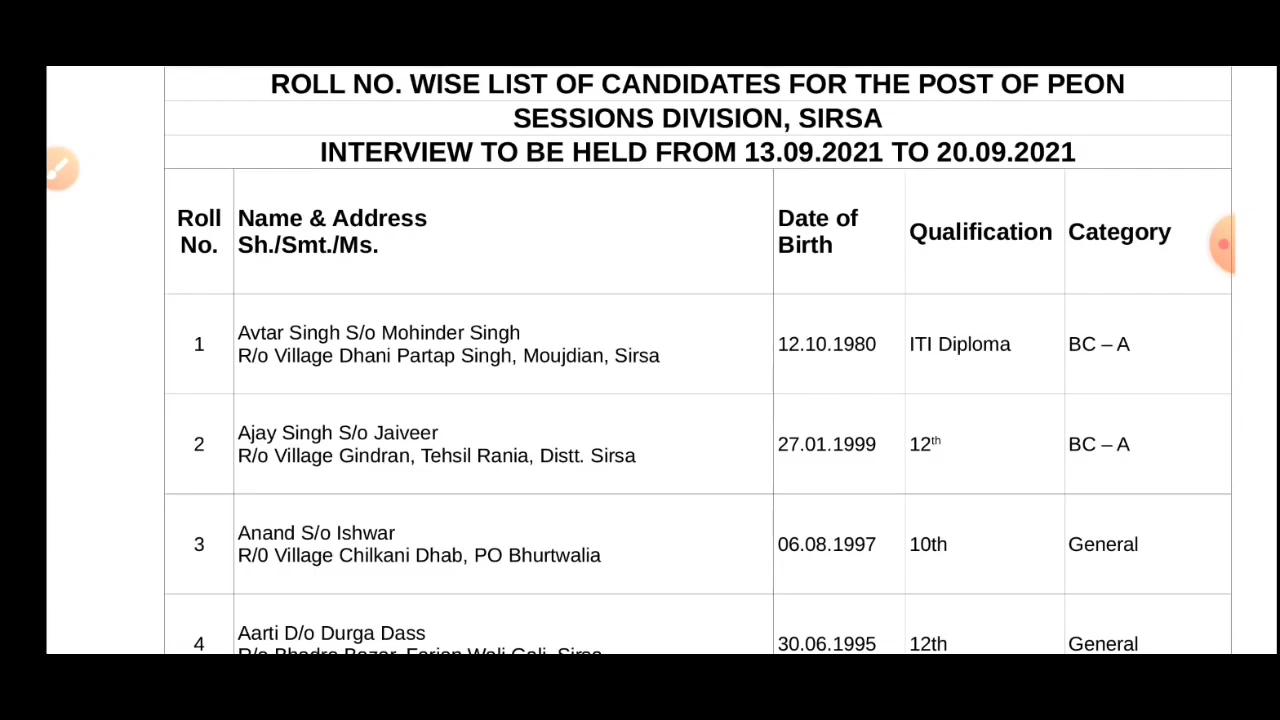 ROLL NO. WISE LIST OF CANDIDATES FOR THE POST OF PEON
SESSIONS DIVISION, SIRSA
INTERVIEW TO BE HELD FROM 13.09.2021 TO 20.09.2021
Roll No. Name & Address Sh./Smt./Ms. Date of Birth Qualification Category
1 Avtar Singh S/o Mohinder Singh
R/o Village Dhani Partap Singh, Moujdian, Sirsa 12.10.1980 ITI Diploma BC – A
2 Ajay Singh S/o Jaiveer
R/o Village Gindran, Tehsil Rania, Distt. Sirsa 27.01.1999 12th BC – A
3 Anand S/o Ishwar
R/0 Village Chilkani Dhab, PO Bhurtwalia 06.08.1997 10th General
4 Aarti D/o Durga Dass
R/o Bhadra Bazar, Sirsa 30.06.1995 12th General